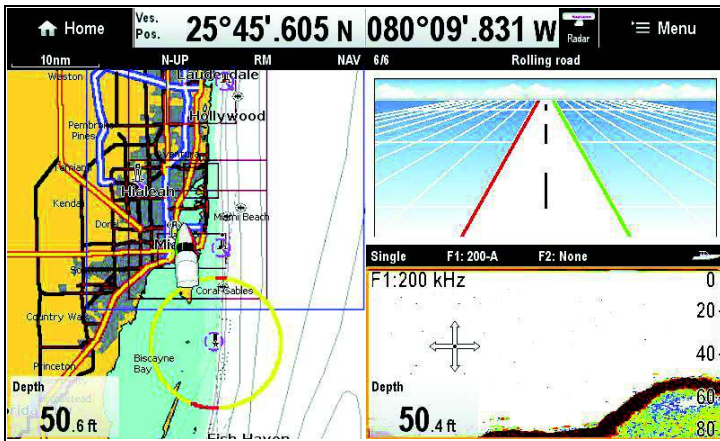 Home
Ves. Pos.
25°45'.605 N
080°09'.831 W
Radar
Menu
10nm N-UP RM NAV
6/6 Rolling road
Weston
Lauderdale
Hollywood
Pembroke Pines
Hialeah
Kendal
Doral
Miami Beach
Coral Gables
Country Wa
Princeton
Biscayne Bay
Fish Haven
Depth
50.6 ft
Single F1: 200-A F2: None
F1:200 kHz
0
20
40
60
80
Depth
50.4 ft